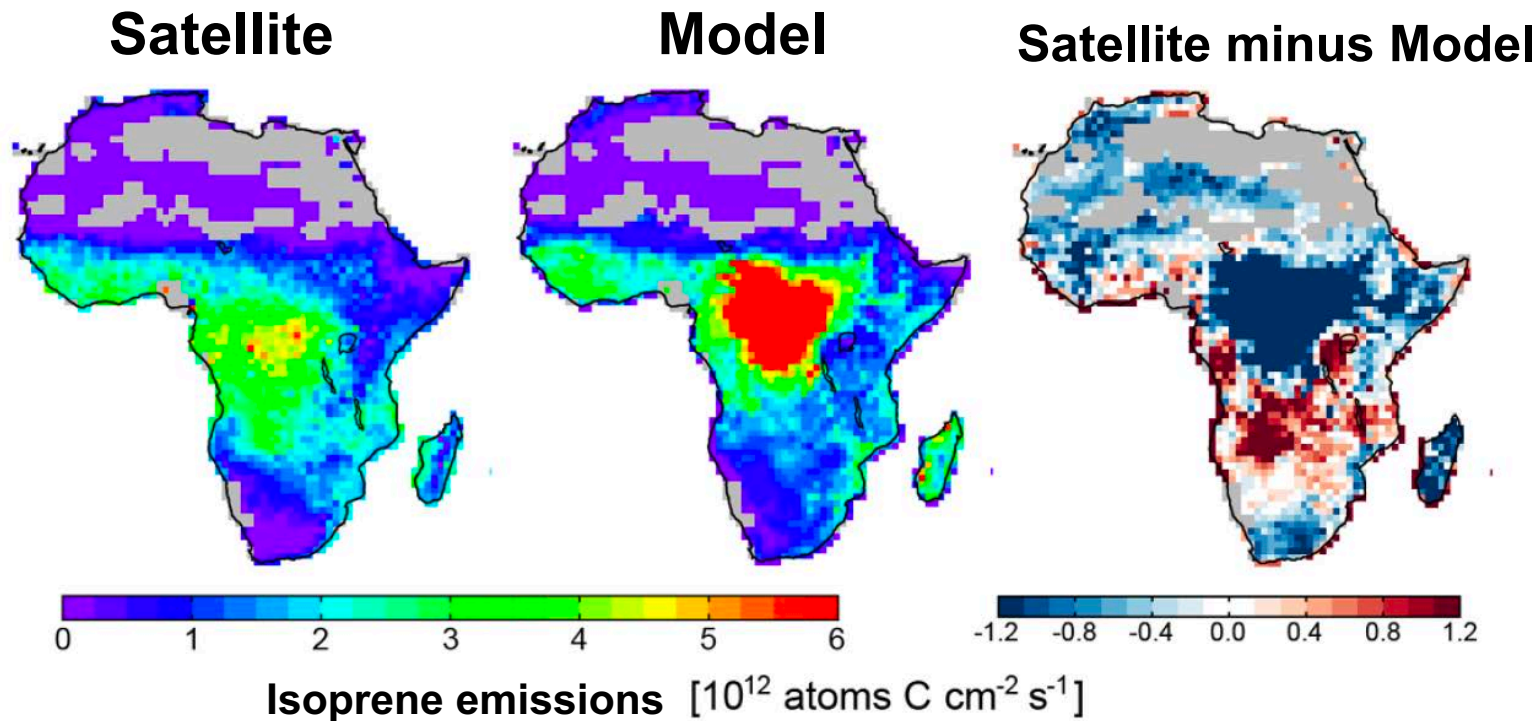 Satellite
Model
Satellite minus Model
0 1 2 3 4 5 6
-1.2 -0.8 -0.4 0.0 0.4 0.8 1.2
Isoprene emissions [10¹² atoms C cm⁻² s⁻¹]